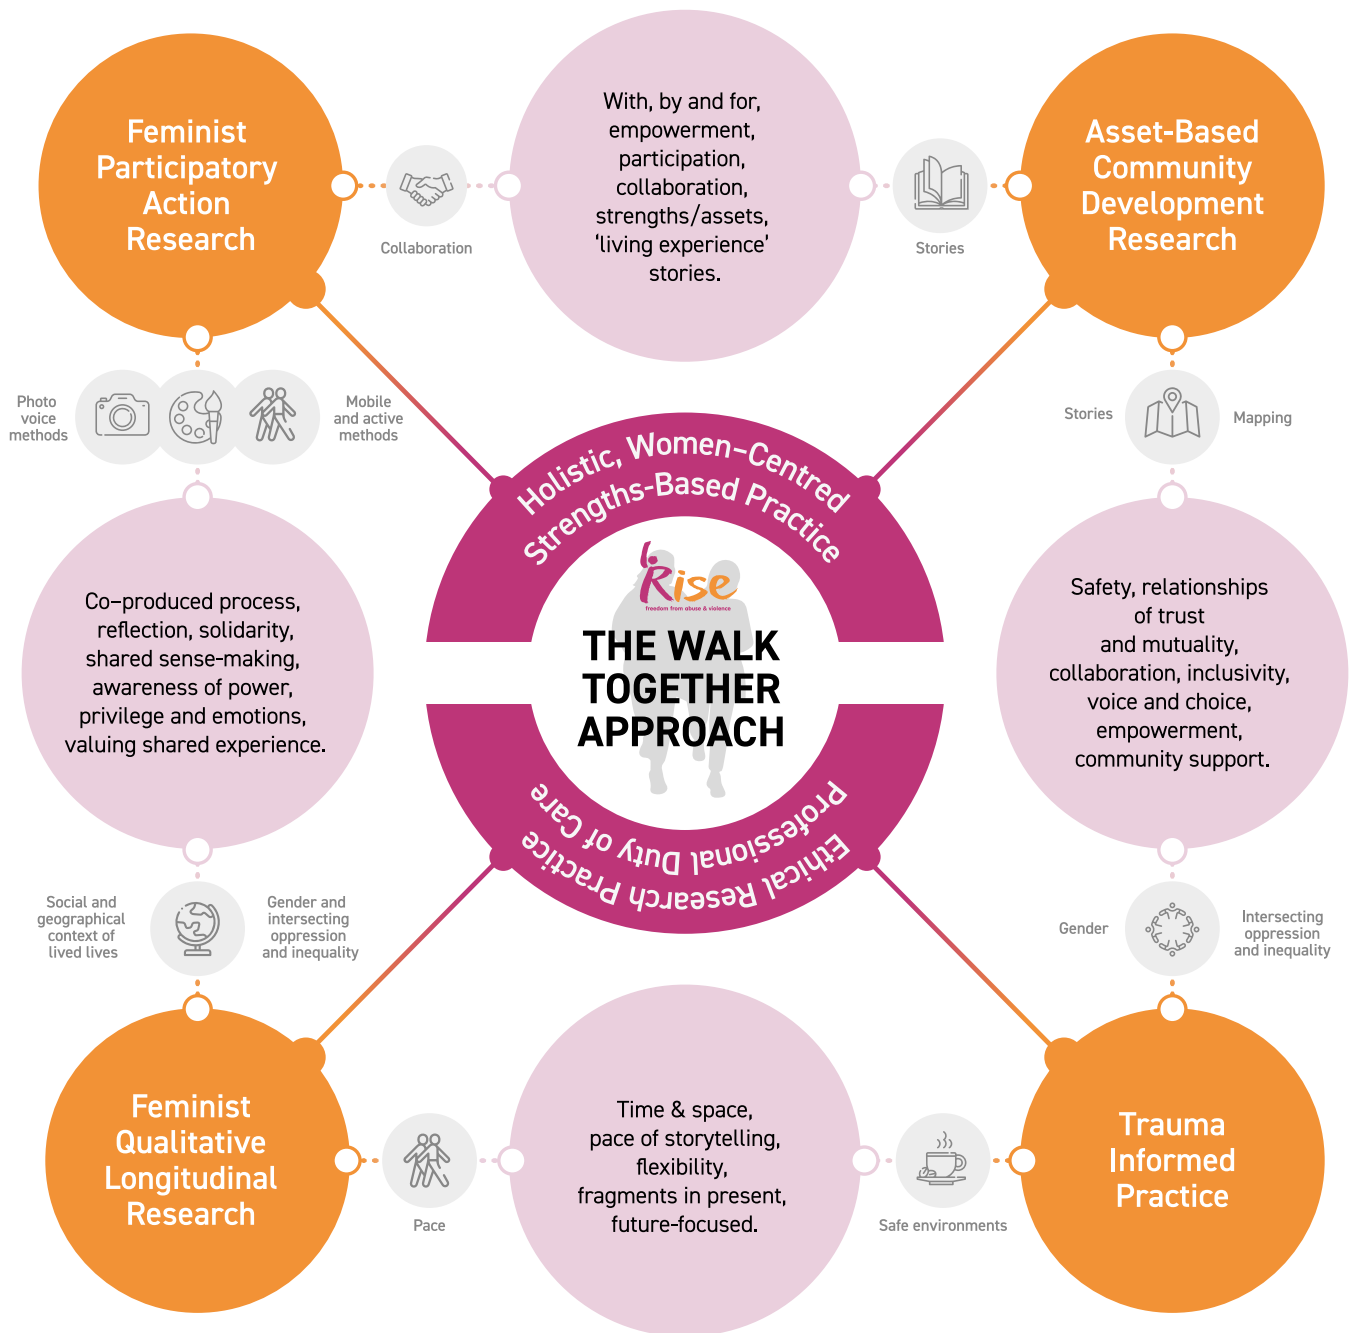 Feminist
Participatory
Action
Research
Collaboration
With, by and for,
empowerment,
participation,
collaboration,
strengths/assets,
‘living experience’
stories.
Stories
Asset-Based
Community
Development
Research
Photo
voice
methods
Mobile
and active
methods
Stories
Mapping
Holistic, Women–Centred
Strengths-Based Practice
Rise
freedom from abuse & violence
THE WALK
TOGETHER
APPROACH
Co–produced process,
reflection, solidarity,
shared sense-making,
awareness of power,
privilege and emotions,
valuing shared experience.
Safety, relationships
of trust
and mutuality,
collaboration, inclusivity,
voice and choice,
empowerment,
community support.
Ethical Research Practice
Professional Duty of Care
Social and
geographical
context of
lived lives
Gender and
intersecting
oppression
and inequality
Gender
Intersecting
oppression
and inequality
Feminist
Qualitative
Longitudinal
Research
Pace
Time & space,
pace of storytelling,
flexibility,
fragments in present,
future-focused.
Safe environments
Trauma
Informed
Practice